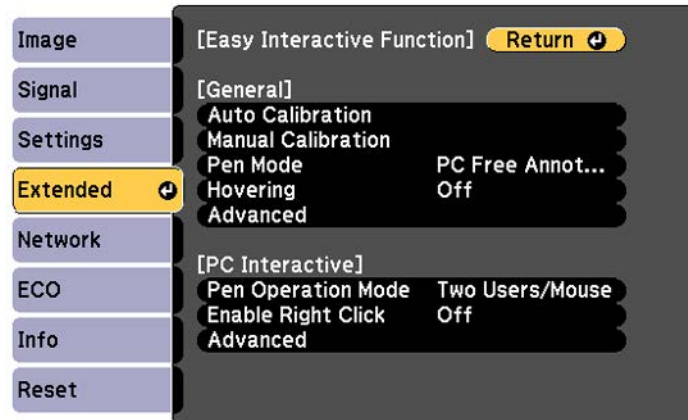 Image
Signal
Settings
Extended
Network
ECO
Info
Reset
[Easy Interactive Function] Return
[General]
Auto Calibration
Manual Calibration
Pen Mode PC Free Annot...
Hovering Off
Advanced
[PC Interactive]
Pen Operation Mode Two Users/Mouse
Enable Right Click Off
Advanced